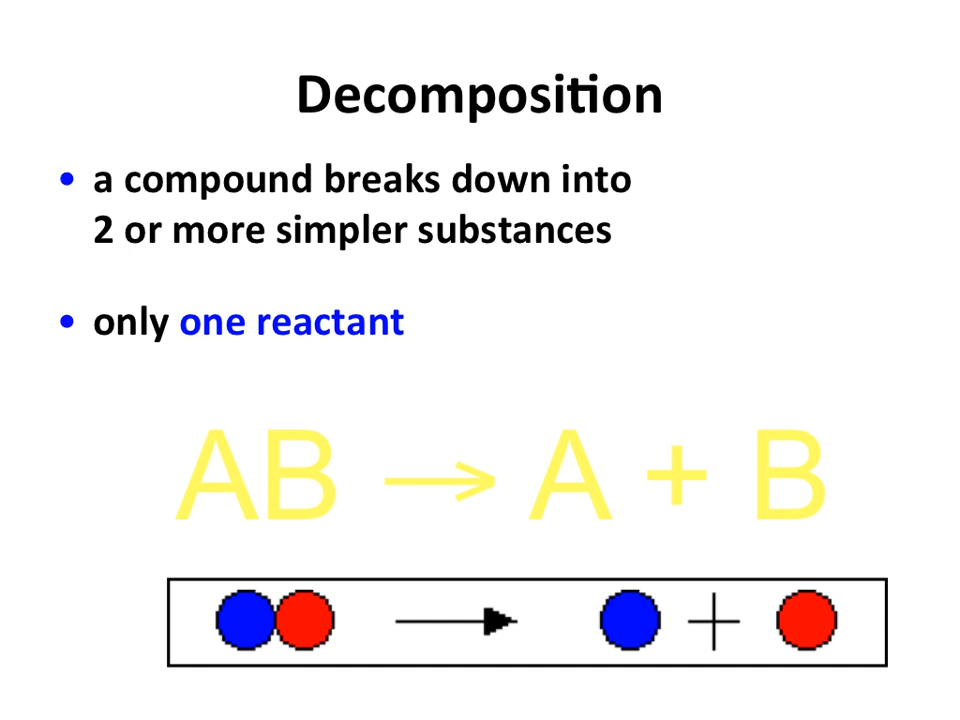 Decomposition
• a compound breaks down into
2 or more simpler substances
• only one reactant
AB → A + B